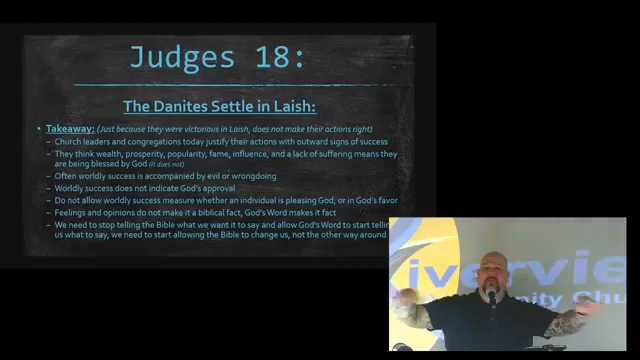 Judges 18:
The Danites Settle in Laish:
• Takeaway: (Just because they were victorious in Laish, does not make their actions right)
– Church leaders and congregations today justify their actions with outward signs of success
– They think wealth, prosperity, popularity, fame, influence, and a lack of suffering means they
are being blessed by God (It does not)
– Often worldly success is accompanied by evil or wrongdoing
– Worldly success does not indicate God's approval
– Do not allow worldly success measure whether an individual is pleasing God, or in God's favor
– Feelings and opinions do not make it a biblical fact, God's Word makes it fact
– We need to stop telling the Bible what we want it to say and allow God's Word to start tellin
us what to say, we need to start allowing the Bible to change us, not the other way around
ivervie
nity Chu